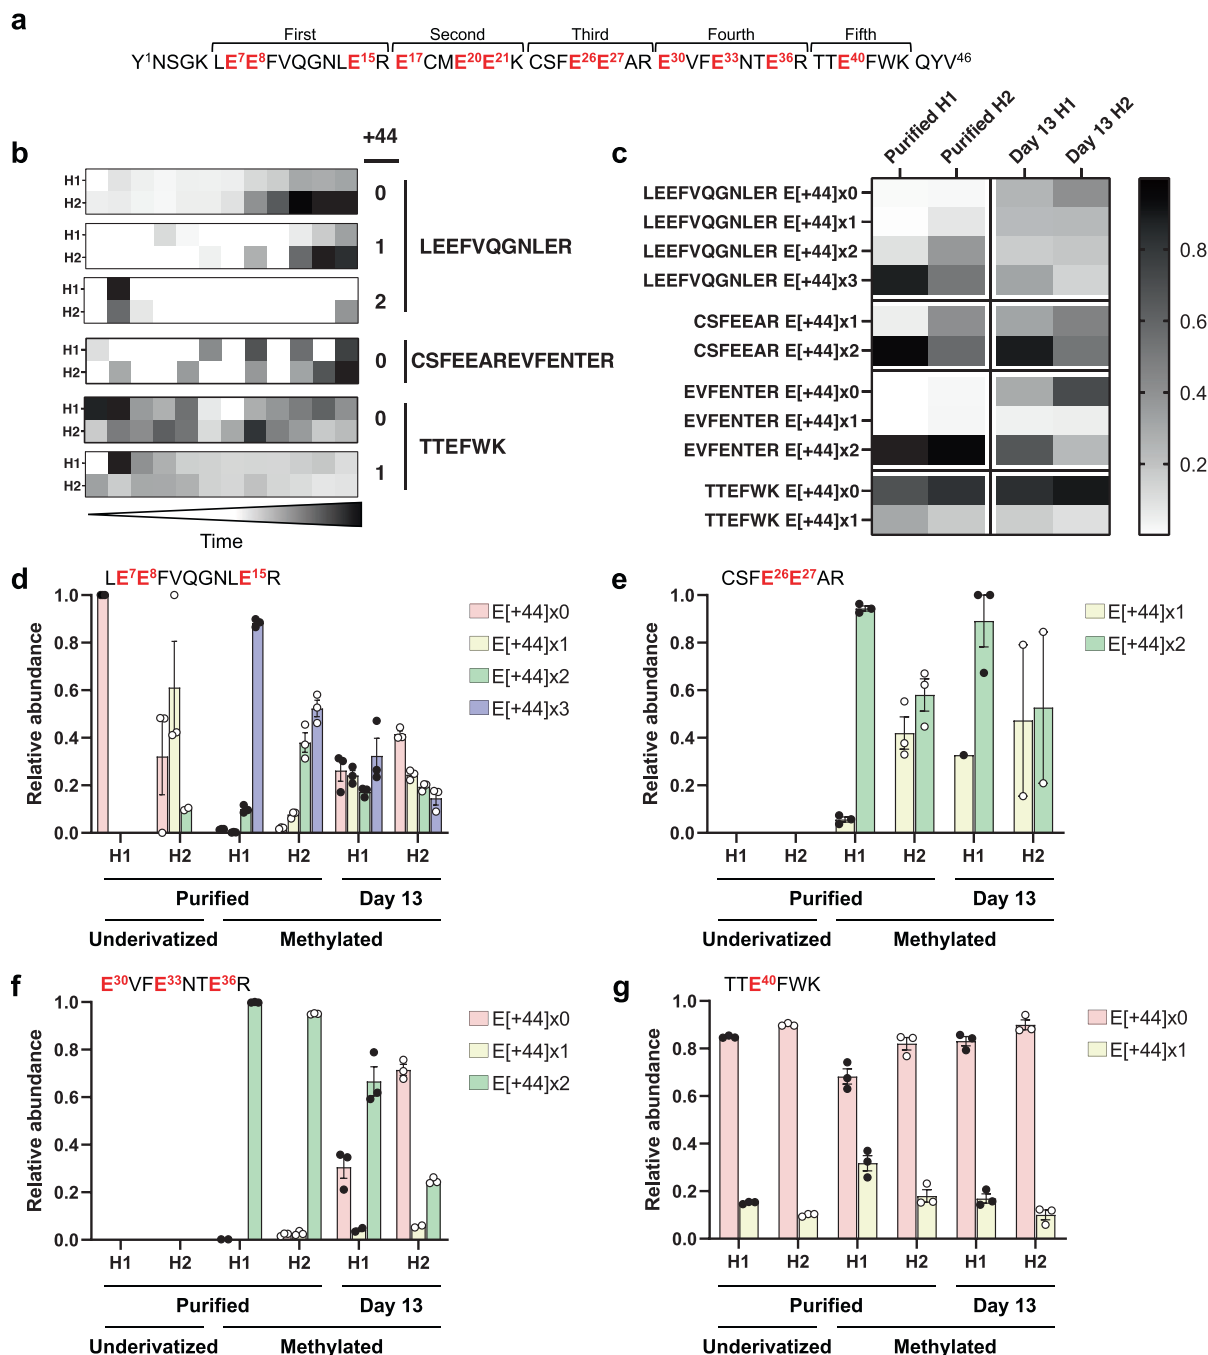 a
First Second Third Fourth Fifth
Y¹NSGK LE⁷E⁸FVQGNLE¹⁵R E¹⁷CME²⁰E²¹K CSFE²⁶E²⁷AR E³⁰VFE³³NTE³⁶R TTE⁴⁰FWK QYV⁴⁶
b
+44
H1
H2
0
H1
H2
1
LEEFVQGNLER
H1
H2
2
H1
H2
0
CSFEEAREVFENTER
H1
H2
0
TTEFWK
H1
H2
1
Time
c
Purified H1
Purified H2
Day 13 H1
Day 13 H2
LEEFVQGNLER E[+44]x0
LEEFVQGNLER E[+44]x1
LEEFVQGNLER E[+44]x2
LEEFVQGNLER E[+44]x3
CSFEEAR E[+44]x1
CSFEEAR E[+44]x2
EVFENTER E[+44]x0
EVFENTER E[+44]x1
EVFENTER E[+44]x2
TTEFWK E[+44]x0
TTEFWK E[+44]x1
0.8
0.6
0.4
0.2
d
LE⁷E⁸FVQGNLE¹⁵R
Relative abundance
1.0
0.8
0.6
0.4
0.2
0.0
H1 H2 H1 H2 H1 H2
Purified Day 13
Underivatized Methylated
E[+44]x0
E[+44]x1
E[+44]x2
E[+44]x3
e
CSFE²⁶E²⁷AR
Relative abundance
1.0
0.8
0.6
0.4
0.2
0.0
H1 H2 H1 H2 H1 H2
Purified Day 13
Underivatized Methylated
E[+44]x1
E[+44]x2
f
E³⁰VFE³³NTE³⁶R
Relative abundance
1.0
0.8
0.6
0.4
0.2
0.0
H1 H2 H1 H2 H1 H2
Purified Day 13
Underivatized Methylated
E[+44]x0
E[+44]x1
E[+44]x2
g
TTE⁴⁰FWK
Relative abundance
1.0
0.8
0.6
0.4
0.2
0.0
H1 H2 H1 H2 H1 H2
Purified Day 13
Underivatized Methylated
E[+44]x0
E[+44]x1